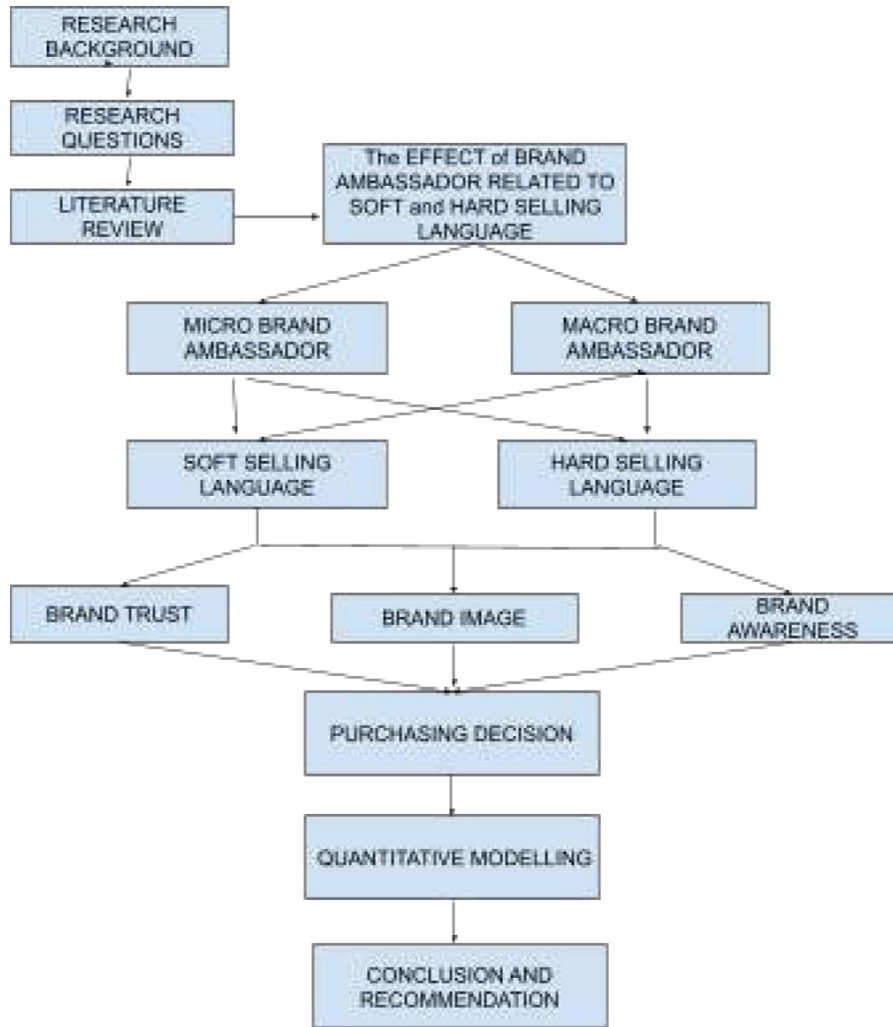 RESEARCH
BACKGROUND
RESEARCH
QUESTIONS
LITERATURE
REVIEW
The EFFECT of BRAND
AMBASSADOR RELATED TO
SOFT and HARD SELLING
LANGUAGE
MICRO BRAND
AMBASSADOR
MACRO BRAND
AMBASSADOR
SOFT SELLING
LANGUAGE
HARD SELLING
LANGUAGE
BRAND TRUST
BRAND IMAGE
BRAND
AWARENESS
PURCHASING DECISION
QUANTITATIVE MODELLING
CONCLUSION AND
RECOMMENDATION